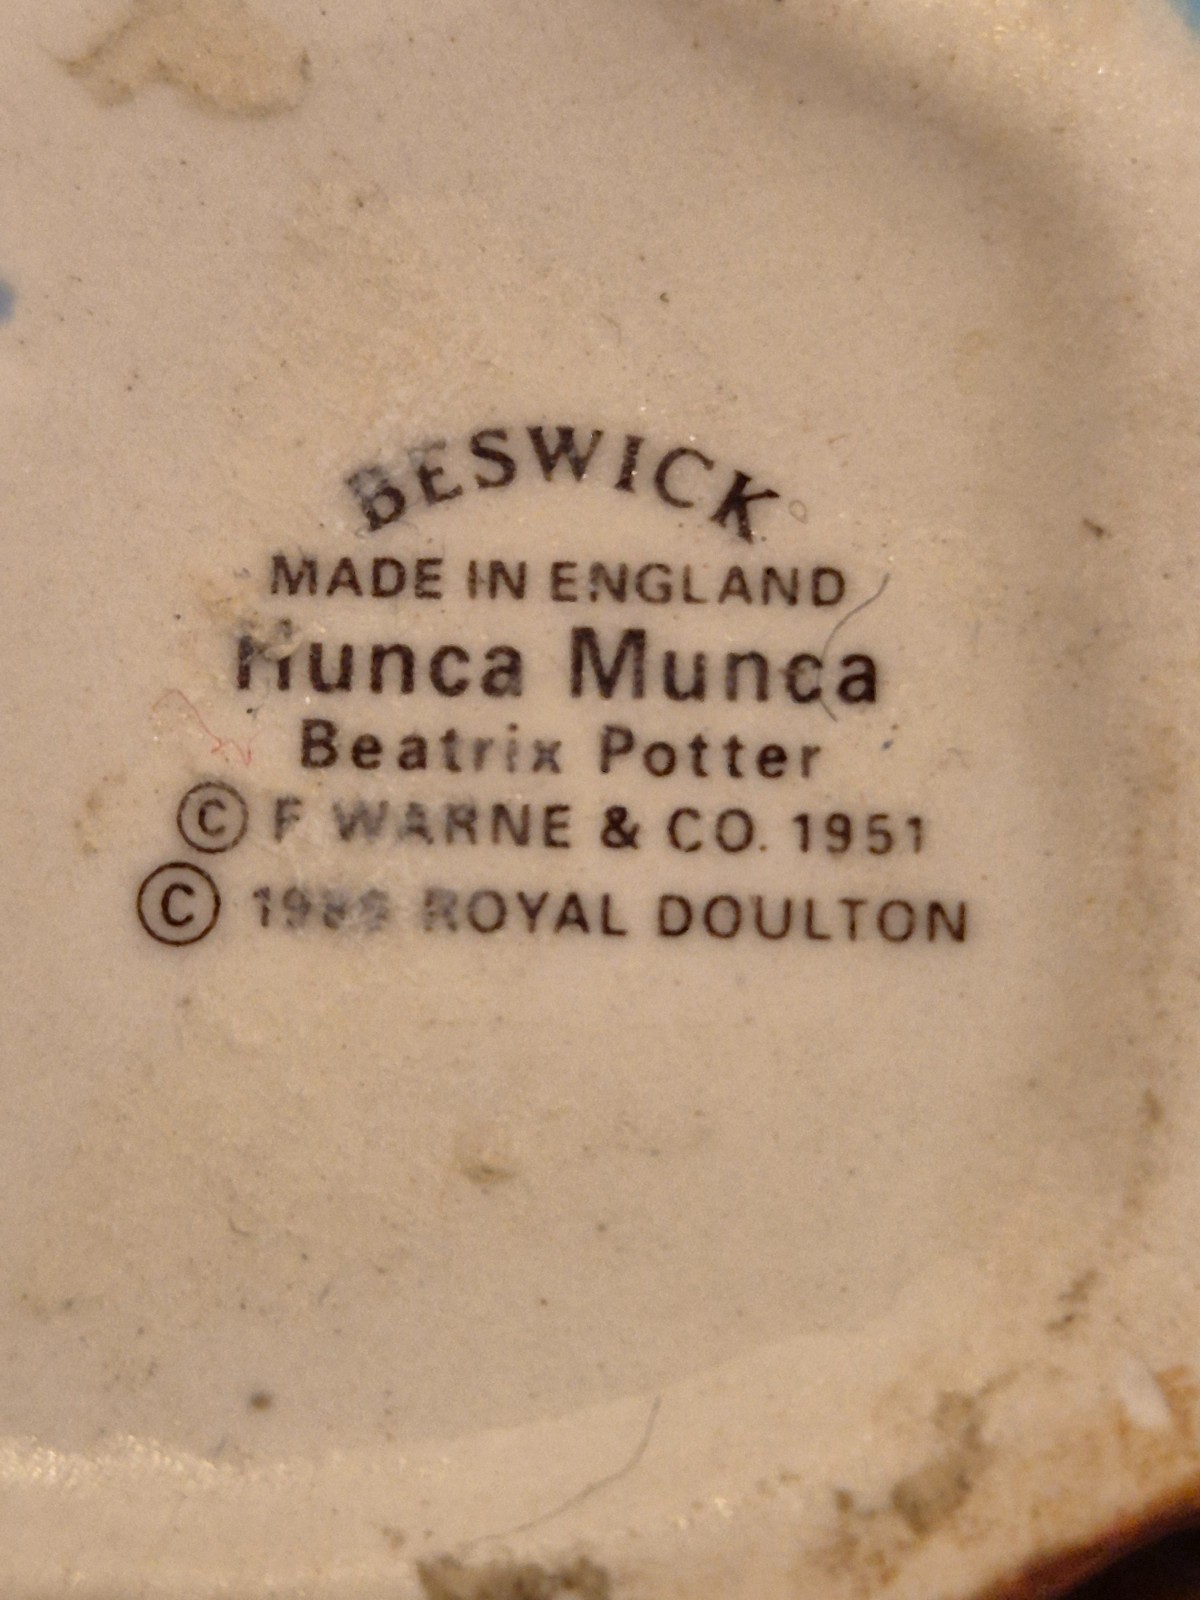 BESWICK
MADE IN ENGLAND
Hunca Munca
Beatrix Potter
© F WARNE & CO. 1951
© ROYAL DOULTON